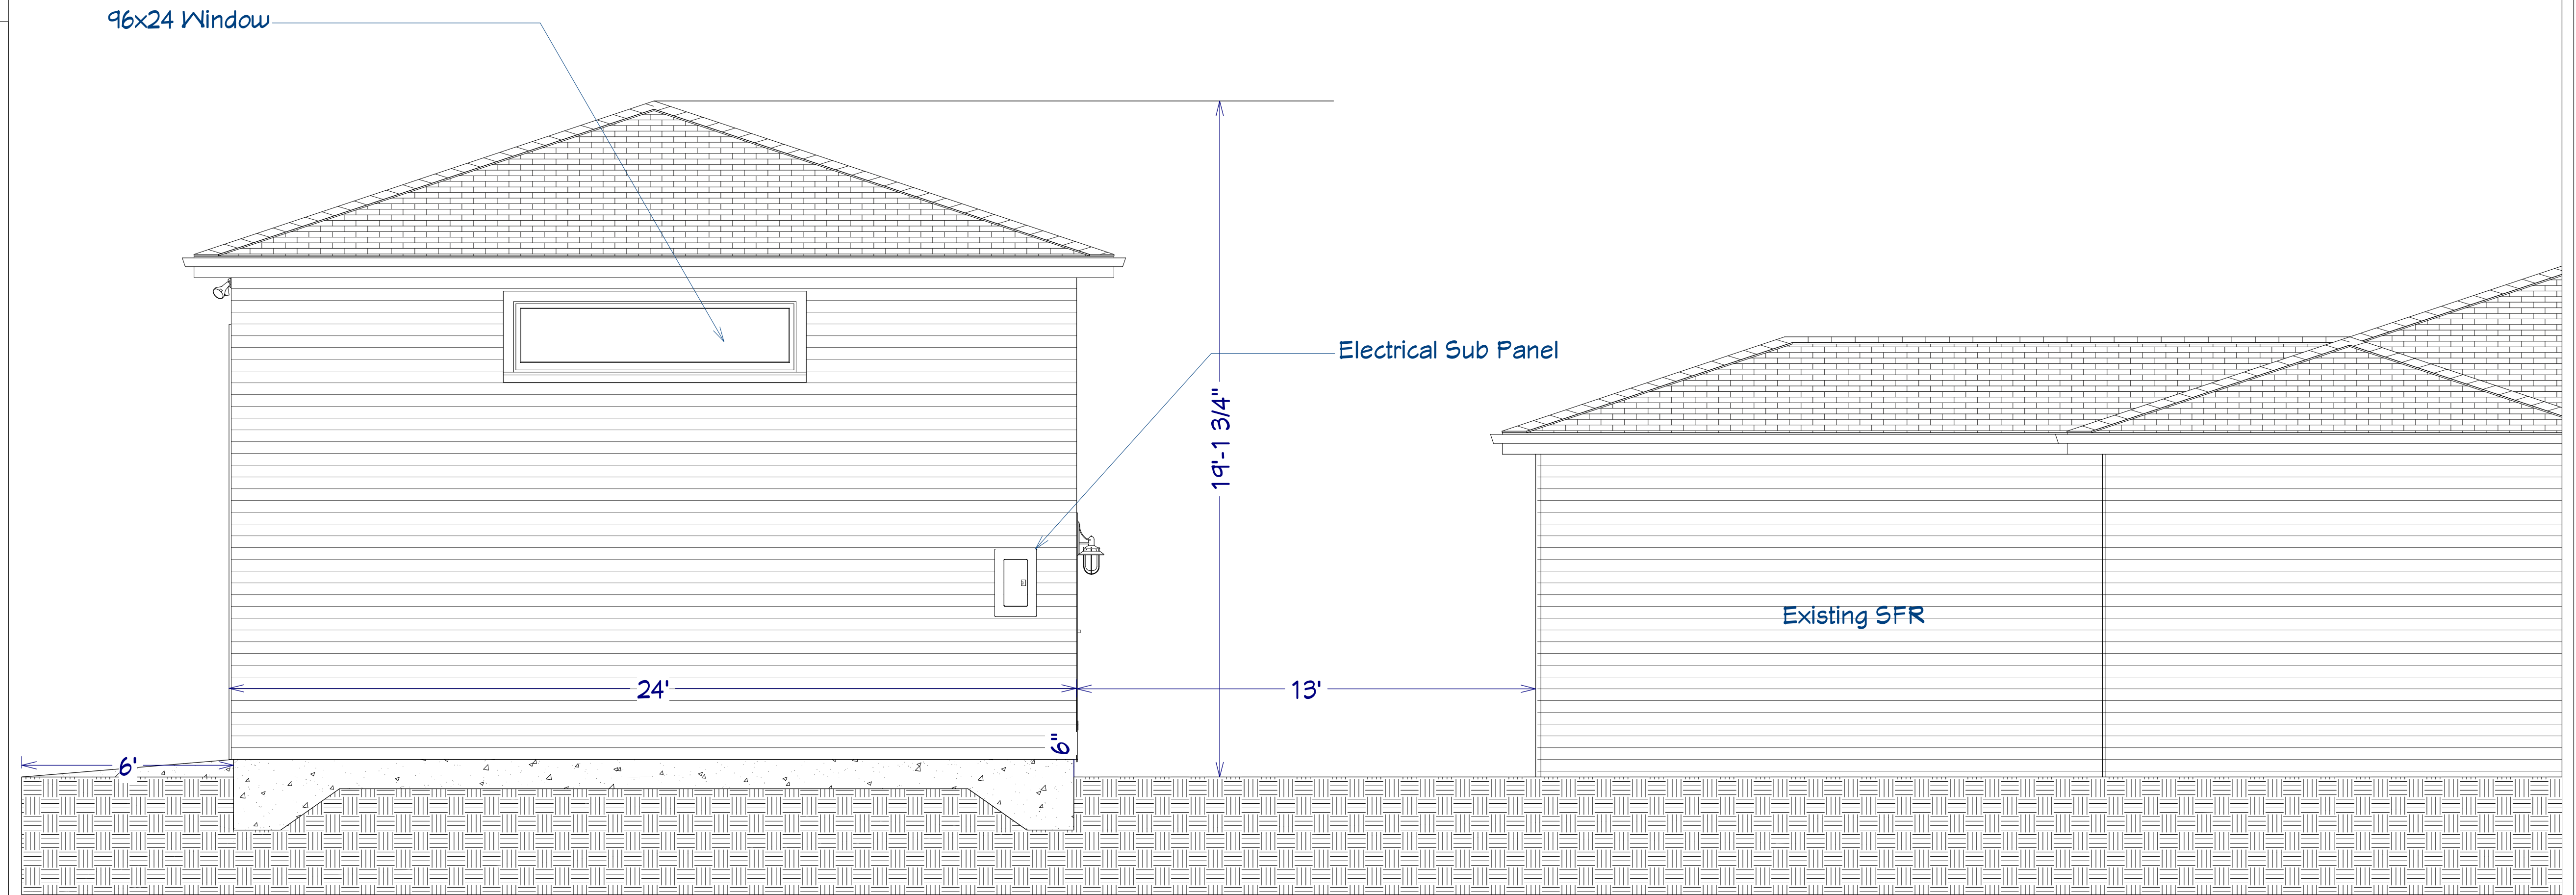 96x24 Window
Electrical Sub Panel
19'-1 3/4"
Existing SFR
24'
13'
6"
6'